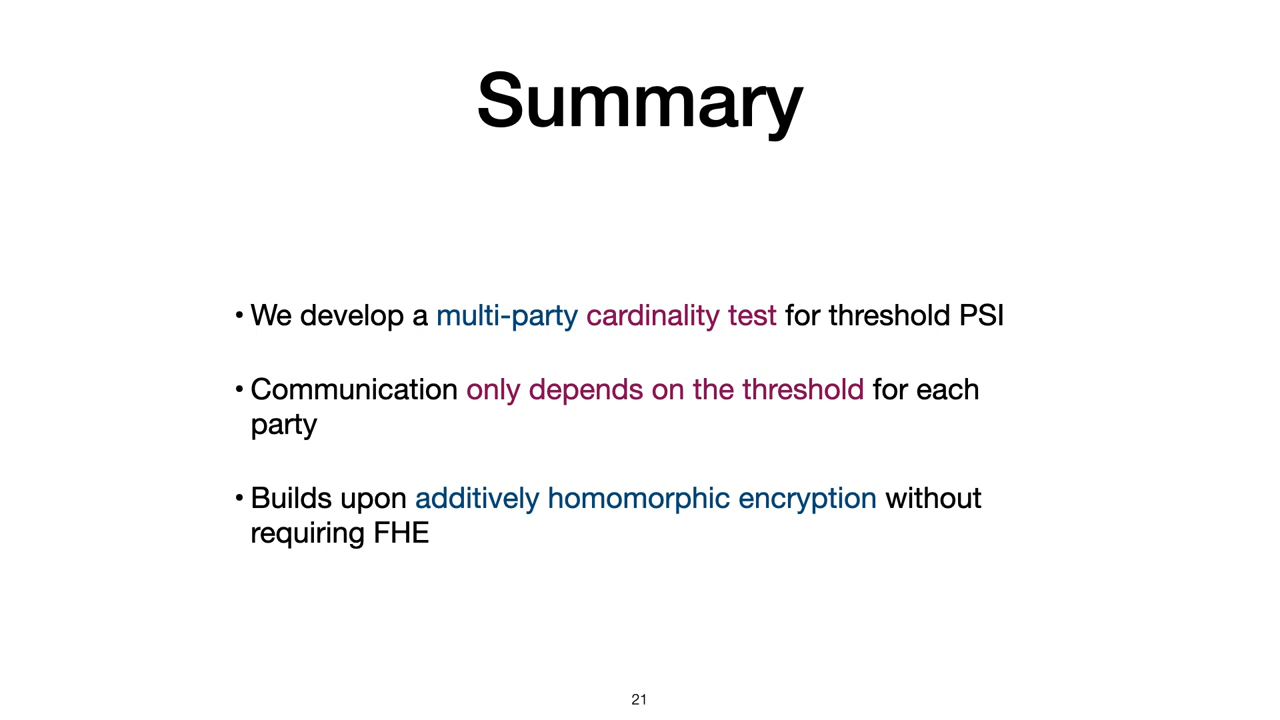 Summary
• We develop a multi-party cardinality test for threshold PSI
• Communication only depends on the threshold for each
party
• Builds upon additively homomorphic encryption without
requiring FHE
21